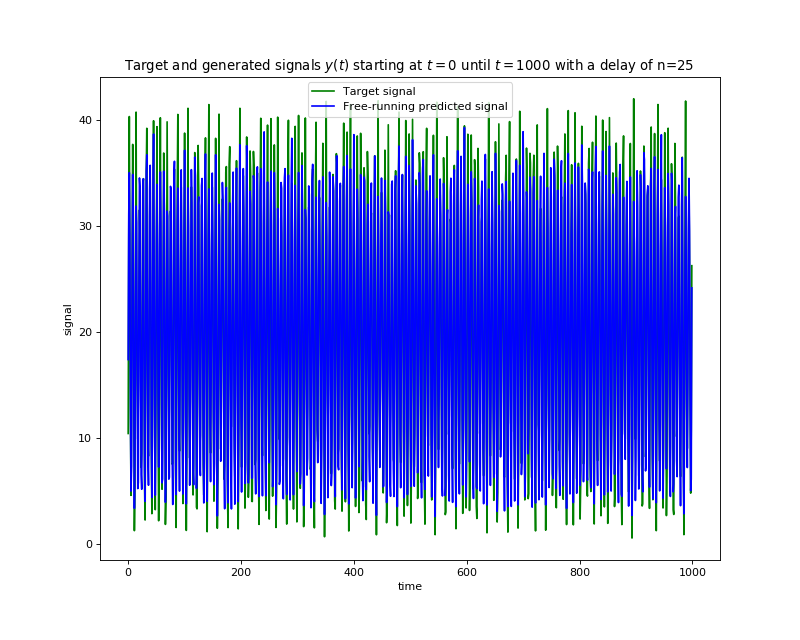 Target and generated signals y(t) starting at t = 0 until t = 1000 with a delay of n=25
Target signal
Free-running predicted signal
40
30
20
10
0
signal
0 200 400 600 800 1000
time